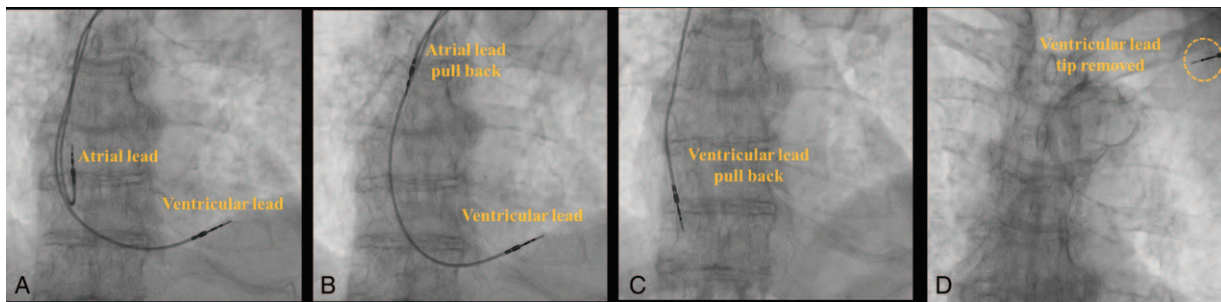 Atrial lead
Ventricular lead
A
Atrial lead
pull back
Ventricular lead
B
Ventricular lead
pull back
C
Ventricular lead
tip removed
D